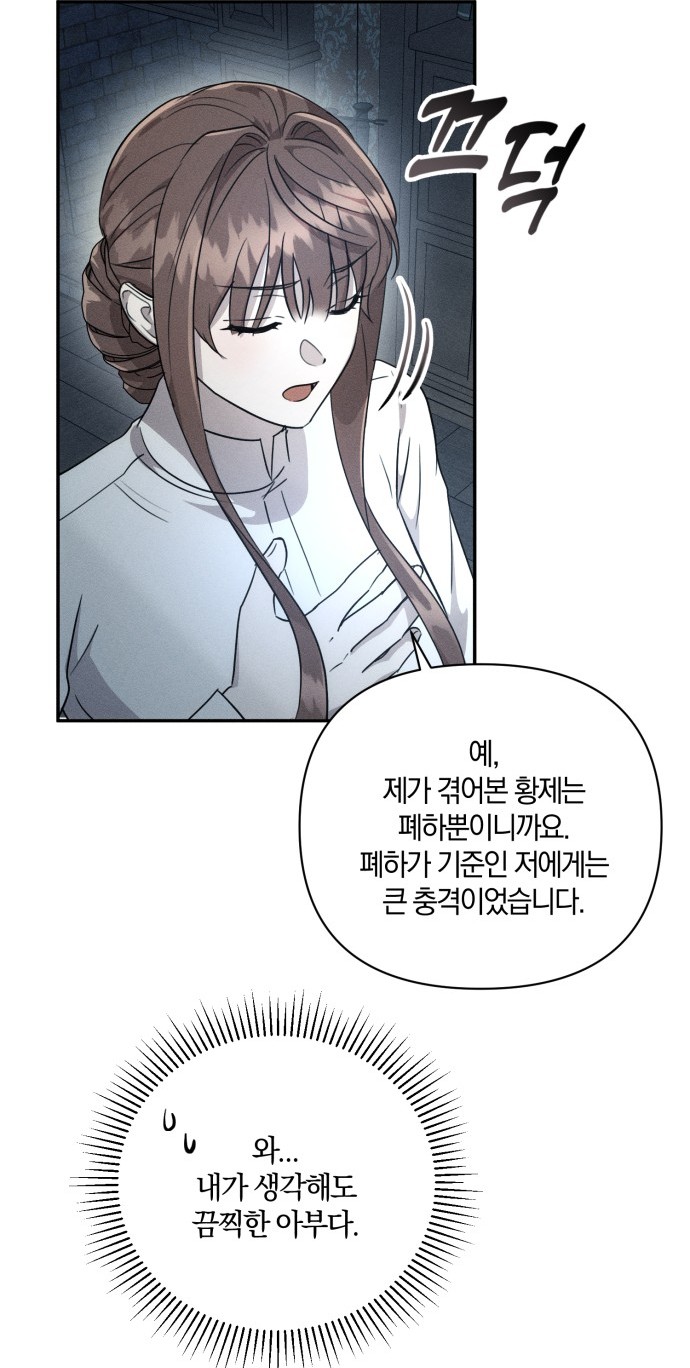 끄덕
예,
제가 겪어본 황제는
폐하뿐이니까요.
폐하가 기준인 저에게는
큰 충격이었습니다.
와...
내가 생각해도
끔찍한 아부다.